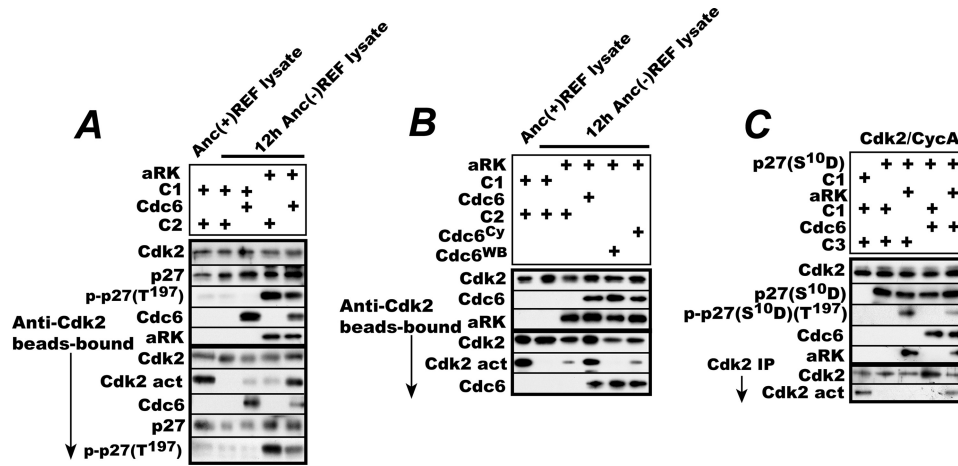 A
Anc(+)REF lysate
12h Anc(-)REF lysate
aRK + +
C1 + + +
Cdc6 + +
C2 + + +
Cdk2
p27
p-p27(T197)
Cdc6
aRK
Anti-Cdk2
beads-bound
Cdk2
Cdk2 act
Cdc6
p27
p-p27(T197)
B
Anc(+)REF lysate
12h Anc(-)REF lysate
aRK + + + +
C1 + +
Cdc6 +
C2 + + +
Cdc6Cy +
Cdc6WB +
Cdk2
Cdc6
aRK
Anti-Cdk2
beads-bound
Cdk2
Cdk2 act
Cdc6
C
Cdk2/CycA
p27(S10D) + + + +
C1 +
aRK + +
C1 + + +
Cdc6 + +
C3 + + +
Cdk2
p27(S10D)
p-p27(S10D)(T197)
Cdc6
aRK
Cdk2 IP
Cdk2
Cdk2 act